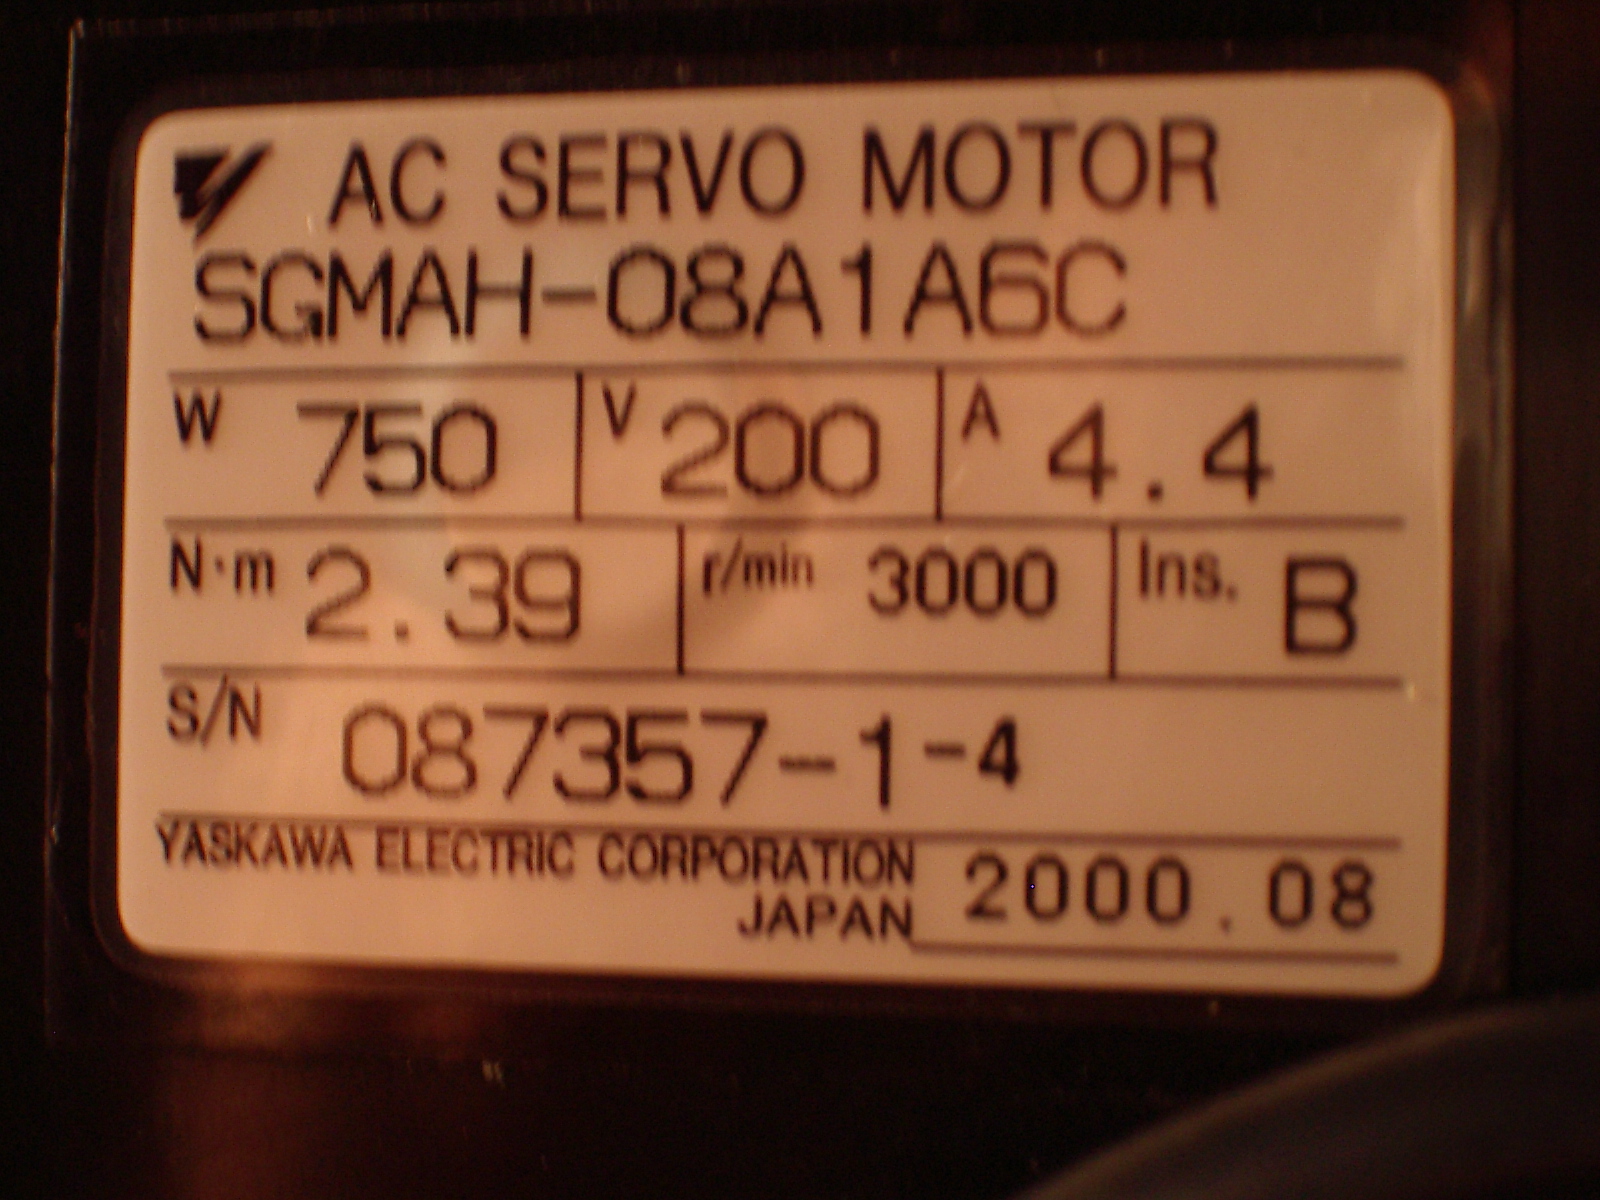 AC SERVO MOTOR
SGMAH-08A1A6C
W 750 V 200 A 4.4
N·m 2.39 r/min 3000 Ins. B
S/N 087357-1-4
YASKAWA ELECTRIC CORPORATION
JAPAN 2000.08